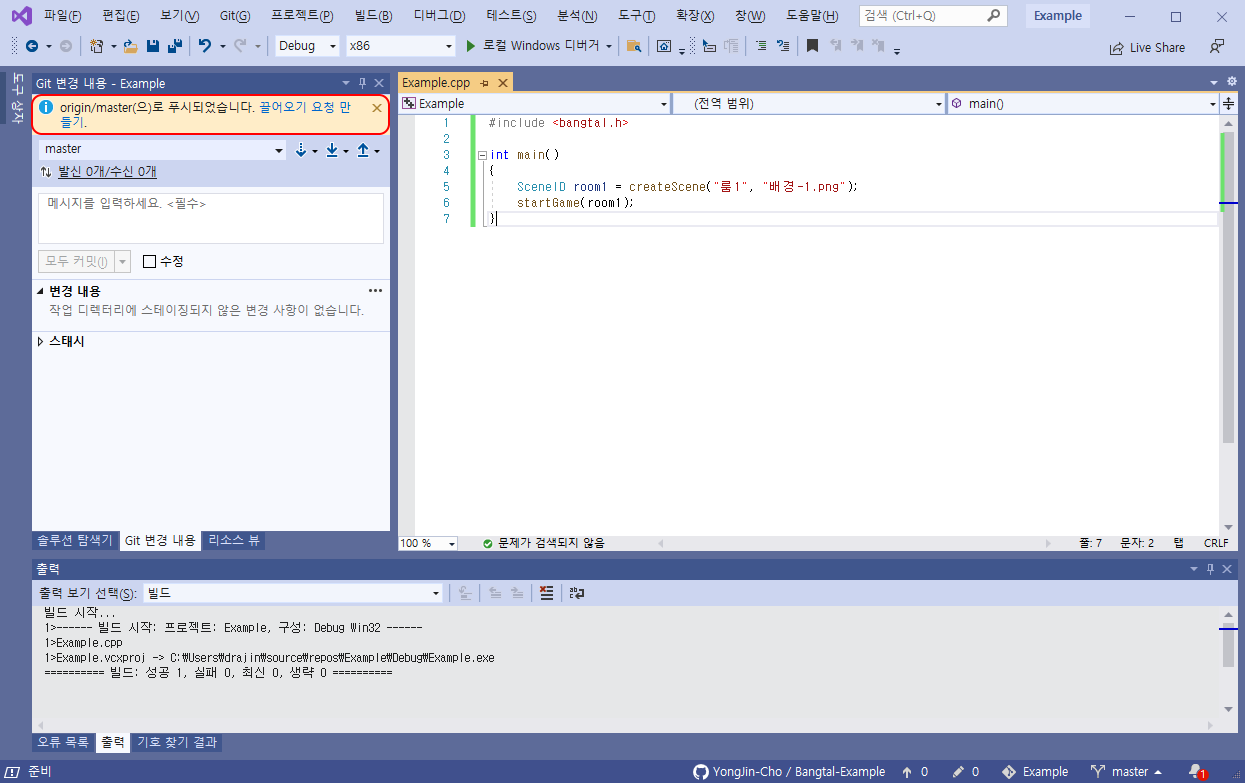 파일(F) 편집(E) 보기(V) Git(G) 프로젝트(P) 빌드(B) 디버그(D) 테스트(S) 분석(N) 도구(T) 확장(X) 창(W) 도움말(H) 검색 (Ctrl+Q) Example
Debug x86 로컬 Windows 디버거 Live Share
도구 상자
Git 변경 내용 - Example
origin/master(으)로 푸시되었습니다. 끌어오기 요청 만
들기.
master
발신 0개/수신 0개
메시지를 입력하세요. <필수>
모두 커밋(I) 수정
변경 내용
작업 디렉터리에 스테이징되지 않은 변경 사항이 없습니다.
스태시
솔루션 탐색기 Git 변경 내용 리소스 뷰
Example.cpp
Example (전역 범위) main()
1 #include <bangtal.h>
2
3 int main()
4 {
5 SceneID room1 = createScene("룸1", "배경-1.png");
6 startGame(room1);
7 }
100 % 문제가 검색되지 않음 줄: 7 문자: 2 탭 CRLF
출력
출력 보기 선택(S): 빌드
빌드 시작...
1>------ 빌드 시작: 프로젝트: Example, 구성: Debug Win32 ------
1>Example.cpp
1>Example.vcxproj -> C:₩Users₩drajin₩source₩repos₩Example₩Debug₩Example.exe
========== 빌드: 성공 1, 실패 0, 최신 0, 생략 0 ==========
오류 목록 출력 기호 찾기 결과
준비 YongJin-Cho / Bangtal-Example 0 0 Example master 1